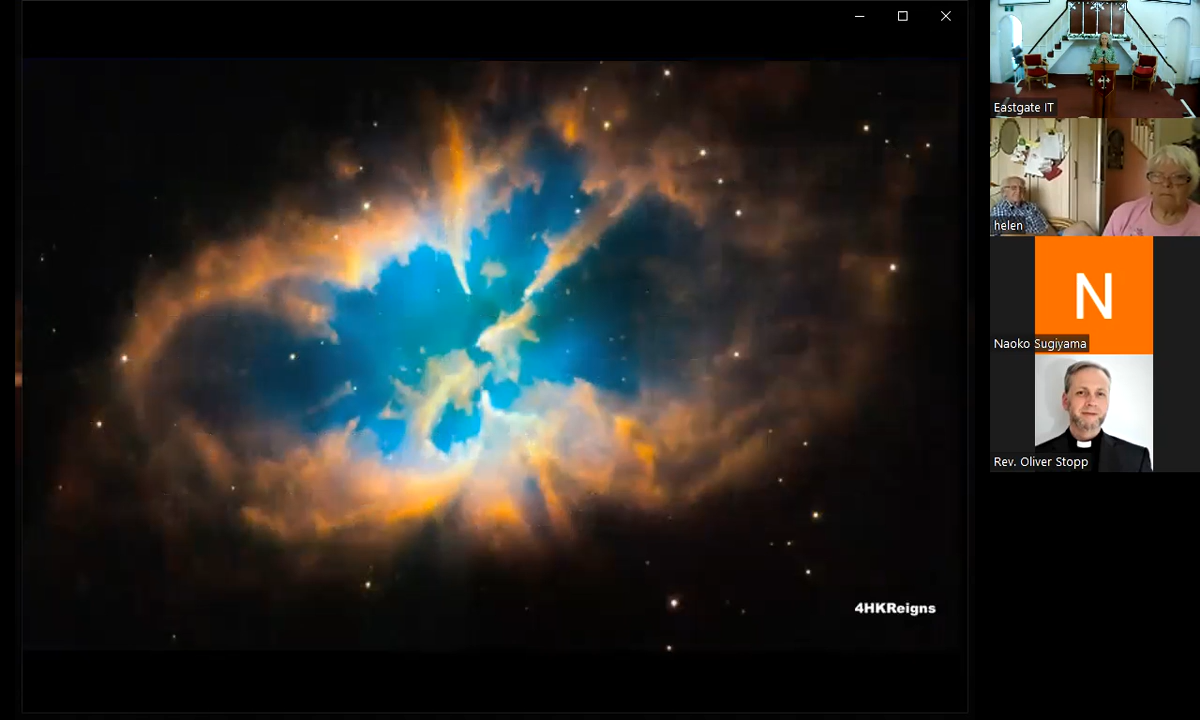 Eastgate IT
helen
N
Naoko Sugiyama
Rev. Oliver Stopp
4HKReigns